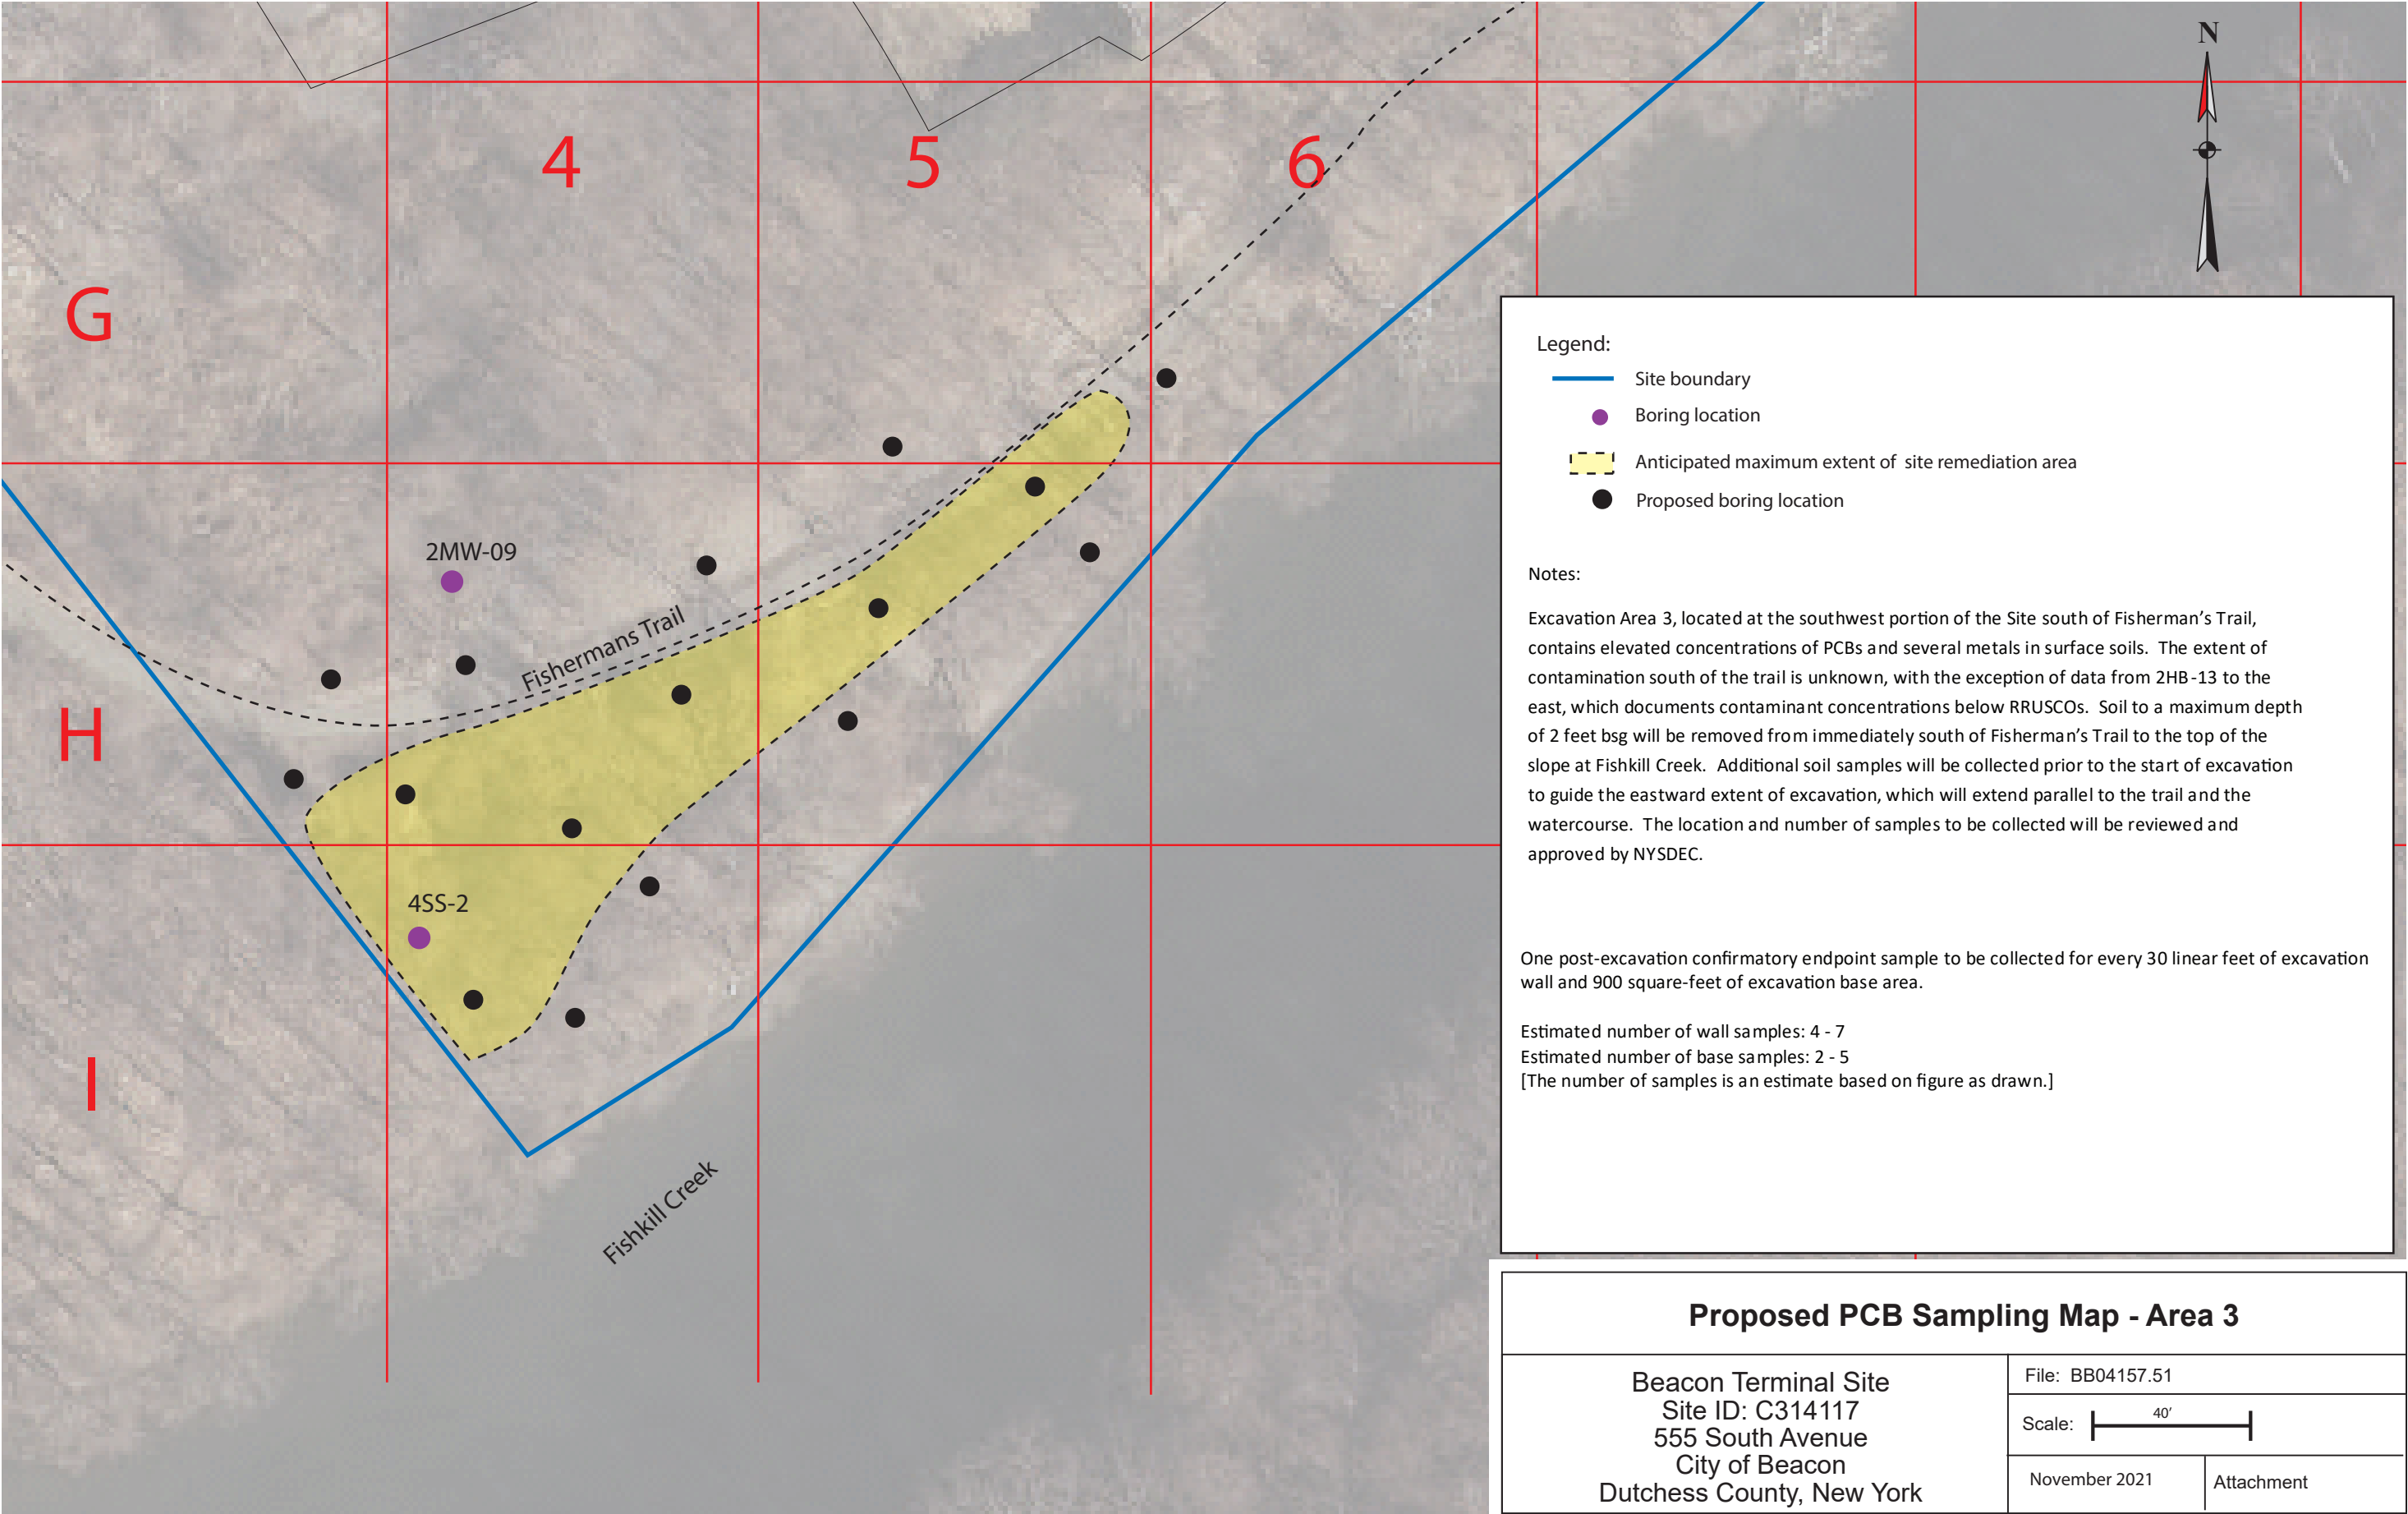 N
4
5
6
G
2MW-09
Fishermans Trail
H
4SS-2
I
Fishkill Creek
Legend:
Site boundary
Boring location
Anticipated maximum extent of site remediation area
Proposed boring location
Notes:
Excavation Area 3, located at the southwest portion of the Site south of Fisherman's Trail,
contains elevated concentrations of PCBs and several metals in surface soils. The extent of
contamination south of the trail is unknown, with the exception of data from 2HB-13 to the
east, which documents contaminant concentrations below RRUSCOs. Soil to a maximum depth
of 2 feet bsg will be removed from immediately south of Fisherman's Trail to the top of the
slope at Fishkill Creek. Additional soil samples will be collected prior to the start of excavation
to guide the eastward extent of excavation, which will extend parallel to the trail and the
watercourse. The location and number of samples to be collected will be reviewed and
approved by NYSDEC.
One post-excavation confirmatory endpoint sample to be collected for every 30 linear feet of excavation
wall and 900 square-feet of excavation base area.
Estimated number of wall samples: 4 - 7
Estimated number of base samples: 2 - 5
[The number of samples is an estimate based on figure as drawn.]
Proposed PCB Sampling Map - Area 3
Beacon Terminal Site
Site ID: C314117
555 South Avenue
City of Beacon
Dutchess County, New York
File: BB04157.51
Scale: 40'
November 2021
Attachment